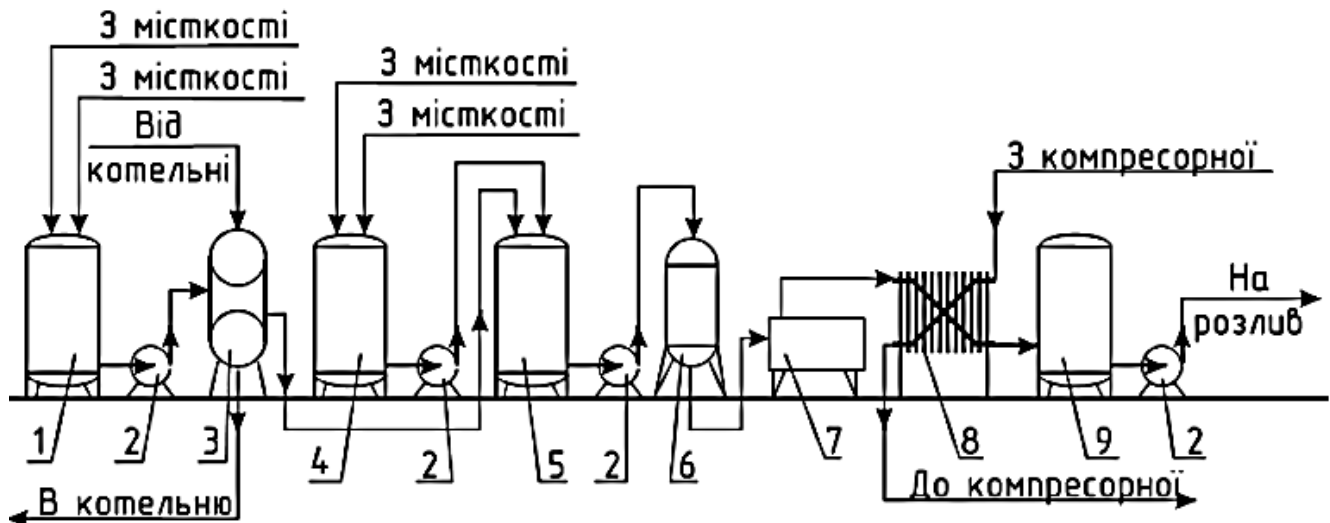 З місткості
З місткості
Від
котельні
З місткості
З місткості
З компресорної
На
розлив
1
2
3
4
2
5
2
6
7
8
9
2
В котельню
До компресорної